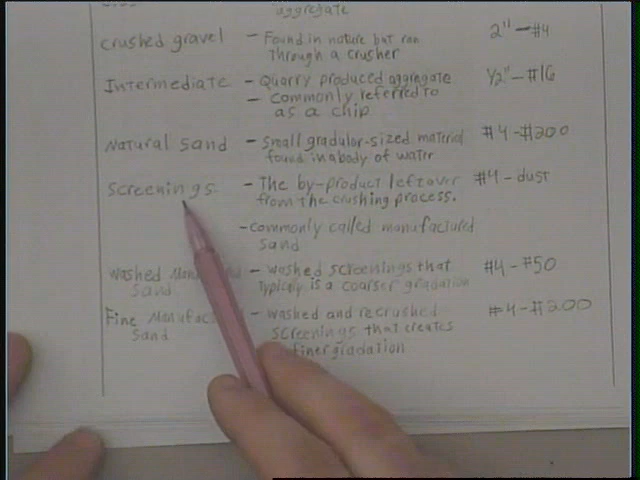 aggregate
crushed gravel - Found in nature but ran 2" - #4
through a crusher
Intermediate - Quarry produced aggregate 1/2" - #16
- commonly referred to
as a chip
Natural Sand - Small gradular-sized material #4 - #200
found in a body of water
Screenings - The by-product leftover #4 - dust
from the crushing process.
- commonly called manufactured
sand
washed - washed screenings that #4 - #50
Sand typically is a coarser gradation
Fine - washed and recrushed #4 - #200
Sand screenings that creates
finer gradation